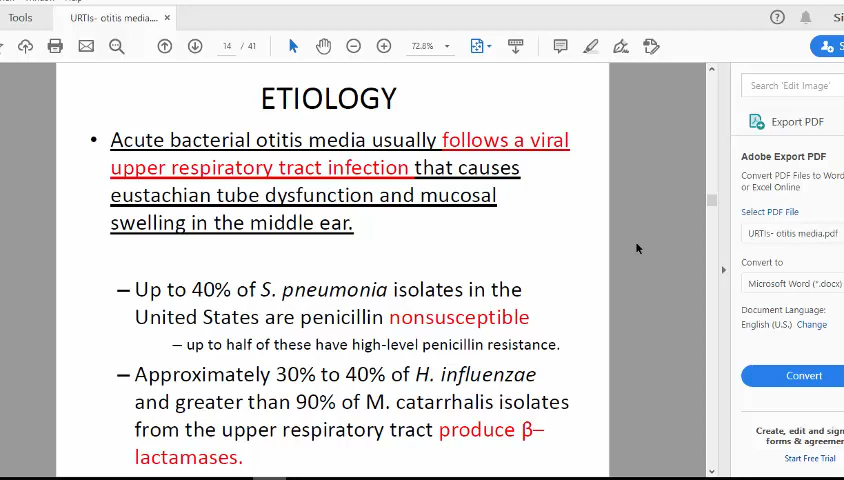 Tools
URTIs- otitis media....
×
14 / 41
72.8%
ETIOLOGY
• Acute bacterial otitis media usually follows a viral
upper respiratory tract infection that causes
eustachian tube dysfunction and mucosal
swelling in the middle ear.
– Up to 40% of S. pneumonia isolates in the
United States are penicillin nonsusceptible
– up to half of these have high-level penicillin resistance.
– Approximately 30% to 40% of H. influenzae
and greater than 90% of M. catarrhalis isolates
from the upper respiratory tract produce β–
lactamases.
Search 'Edit Image'
Export PDF
Adobe Export PDF
Convert PDF Files to Word
or Excel Online
Select PDF File
URTIs- otitis media.pdf
Convert to
Microsoft Word (*.docx)
Document Language:
English (U.S.) Change
Convert
Create, edit and sign
forms & agreeme
Start Free Trial